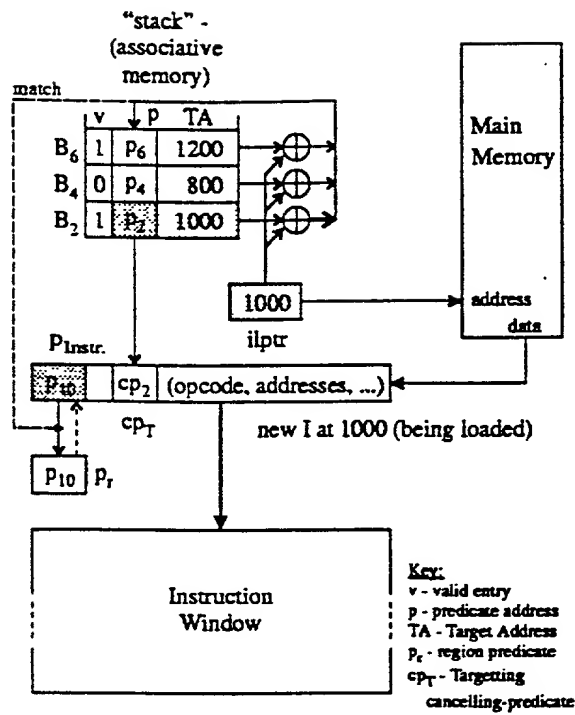 “stack” -
(associative
memory)
match
v p TA
B6 1 p6 1200
B4 0 p4 800
B2 1 p2 1000
Main
Memory
1000
ilptr
address
data
PInstr.
p10 cp2 (opcode, addresses, ...)
cpT
new I at 1000 (being loaded)
p10 pr
Instruction
Window
Key:
v - valid entry
p - predicate address
TA - Target Address
pr - region predicate
cpT - Targetting
cancelling-predicate